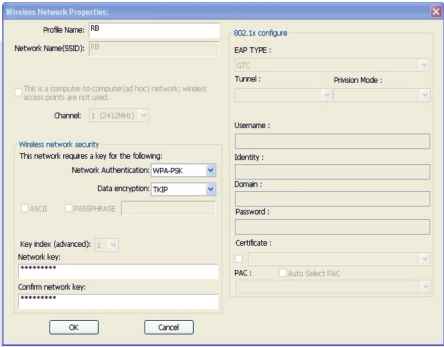 Wireless Network Properties:
Profile Name: RB
Network Name(SSID): RB
This is a computer-to-computer(ad hoc) network; wireless
access points are not used.
Channel: 1 (2412MHz)
Wireless network security
This network requires a key for the following:
Network Authentication: WPA-PSK
Data encryption: TKIP
ASCII PASSPHRASE
Key index (advanced): 1
Network key:
*********
Confirm network key:
*********
OK Cancel
802.1x configure
EAP TYPE :
GTC
Tunnel : Privision Mode :
Username :
Identity :
Domain :
Password :
Certificate :
PAC : Auto Select PAC